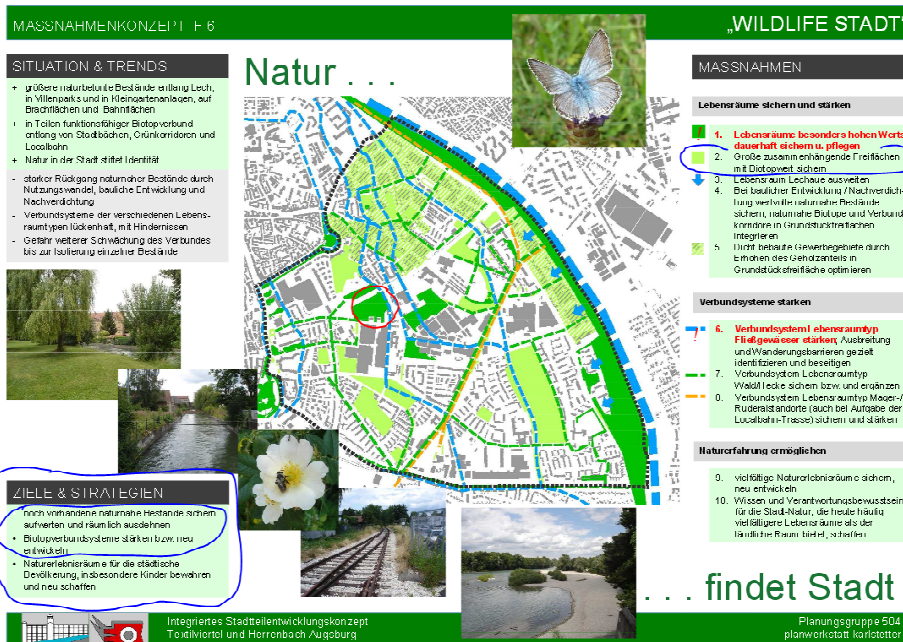 MASSNAHMENKONZEPT F 6
„WILDLIFE STADT“
SITUATION & TRENDS
+ größere naturbetonte Bestände entlang Lech,
in Villenparks und in Kleingartenanlagen, auf
Brachflächen und Bahnflächen
+ in Teilen funktionsfähiger Biotopverbund
entlang von Stadtbächen, Grünkorridoren und
Localbahn
+ Natur in der Stadt stiftet Identität
- starker Rückgang naturnaher Bestände durch
Nutzungswandel, bauliche Entwicklung und
Nachverdichtung
- Verbundsysteme der verschiedenen Lebens-
raumtypen lückenhaft, mit Hindernissen
- Gefahr weiterer Schwächung des Verbundes
bis zur Isolierung einzelner Bestände
ZIELE & STRATEGIEN
noch vorhandene naturnahe Bestände sichern
aufwerten und räumlich ausdehnen
• Biotopverbundsysteme stärken bzw. neu
entwickeln
• Naturerlebnisräume für die städtische
Bevölkerung, insbesondere Kinder bewahren
und neu schaffen
Natur . . .
MASSNAHMEN
Lebensräume sichern und stärken
1. Lebensräume besonders hohen Werts
dauerhaft sichern u. pflegen
2. Große zusammenhängende Freiflächen
mit Biotopwert sichern
3. Lebensraum Lechaue ausweiten
4. Bei baulicher Entwicklung / Nachverdich-
tung wertvolle naturnahe Bestände
sichern, naturnahe Biotope und Verbund-
korridore in Grundstücksfreiflächen
integrieren
5. Dicht bebaute Gewerbegebiete durch
Erhöhen des Gehölzanteils in
Grundstücksfreifläche optimieren
Verbundsysteme stärken
6. Verbundsystem Lebensraumtyp
Fließgewässer stärken, Ausbreitung
und Wanderungsbarrieren gezielt
identifizieren und beseitigen
7. Verbundsystem Lebensraumtyp
Wald/Hecke sichern bzw. und ergänzen
8. Verbundsystem Lebensraumtyp Mager-/
Ruderalstandorte (auch bei Aufgabe der
Localbahn-Trasse) sichern und stärken
Naturerfahrung ermöglichen
9. vielfältige Naturerlebnisräume sichern,
neu entwickeln
10. Wissen und Verantwortungsbewusstsein
für die Stadt-Natur, die heute häufig
vielfältigere Lebensräume als der
ländliche Raum bietet, schaffen
. . . findet Stadt
Integriertes Stadtteilentwicklungskonzept
Textilviertel und Herrenbach Augsburg
Planungsgruppe 504
planwerkstatt karlstetter